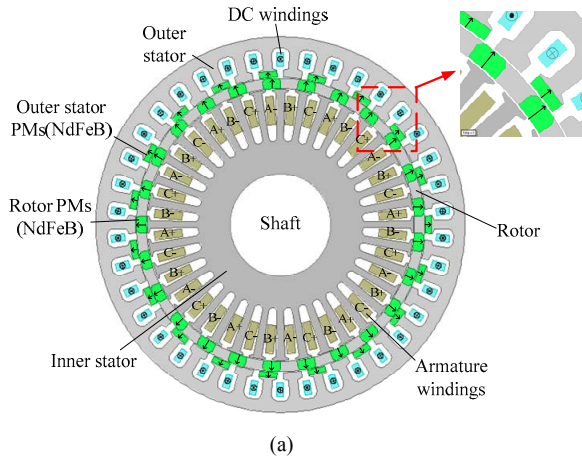 DC windings
Outer
stator
Outer stator
PMs(NdFeB)
Rotor PMs
(NdFeB)
Shaft
Rotor
Inner stator
Armature
windings
A-
B+
C-
A+
B-
C+
A-
B+
C-
A+
B-
C+
A-
B+
C-
A+
B-
C+
A-
B+
C-
A+
B-
C+
A-
B+
C-
A+
B-
C+
A-
B+
C-
A+
B-
C+
(a)